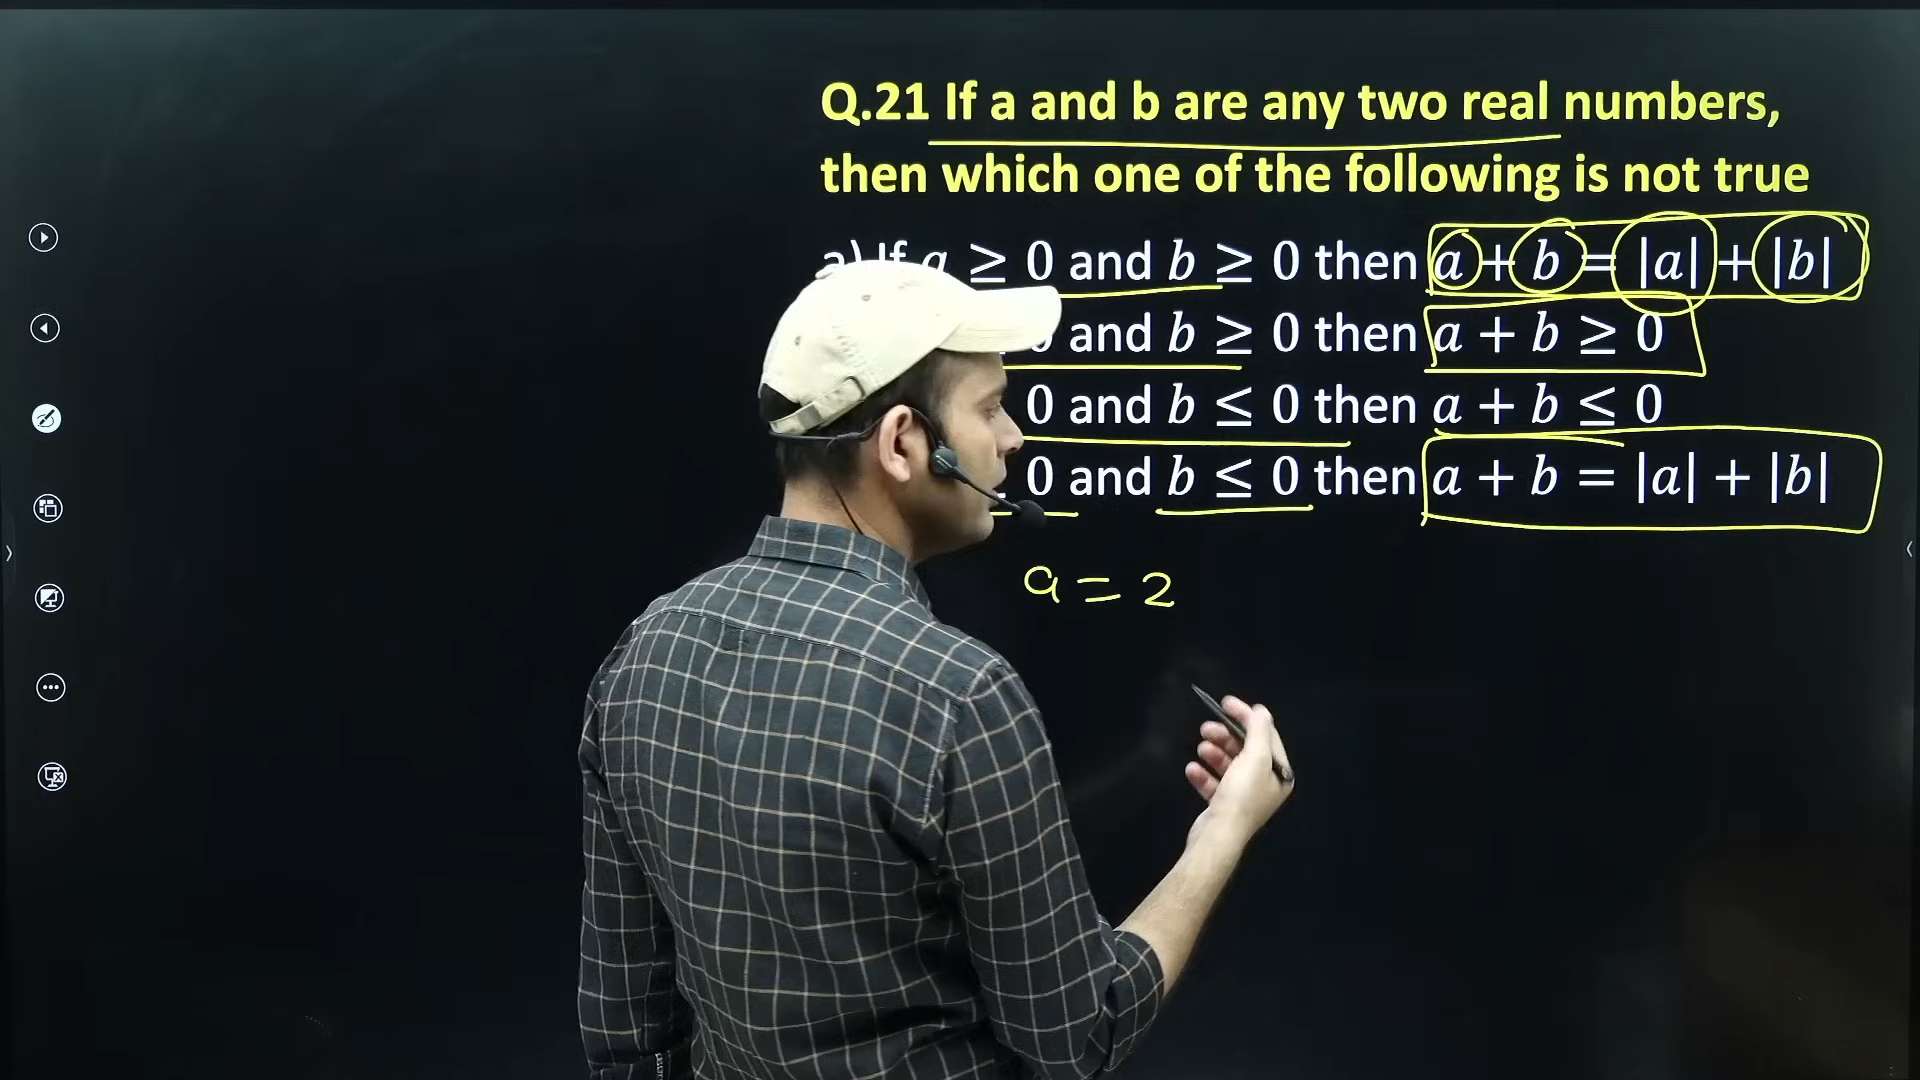 Q.21 If a and b are any two real numbers,
then which one of the following is not true
a) If a ≥ 0 and b ≥ 0 then a + b = |a| + |b|
and b ≥ 0 then a + b ≥ 0
0 and b ≤ 0 then a + b ≤ 0
0 and b ≤ 0 then a + b = |a| + |b|
a = 2